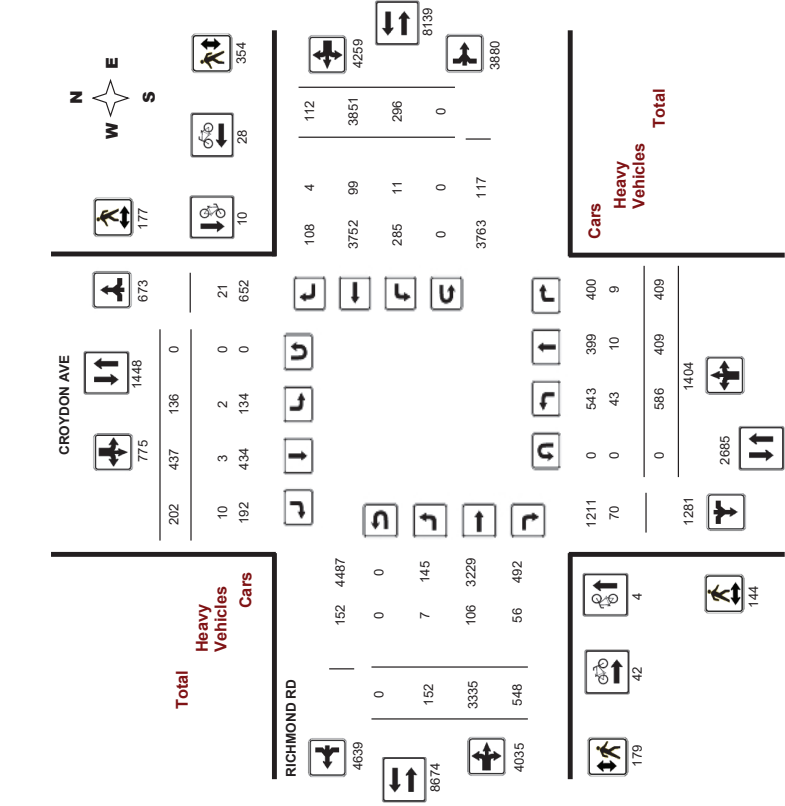 8139
4259
3880
354
N
E
W
S
28
177
10
112 3851 296 0
4 99 11 0 117
108 3752 285 0 3763
Cars
Heavy
Vehicles
Total
CROYDON AVE
673
1448
775
202 437 136 0
10 3 2 0 21
192 434 134 0 652
400 9 409
399 10 409
543 43 586
0 0 0
1211 70 1281
1404
2685
Total
Heavy
Vehicles
Cars
RICHMOND RD
152 4487
0 0 0
152 7 145
3335 106 3229
548 56 492
4639
8674
4035
4
42
144
179